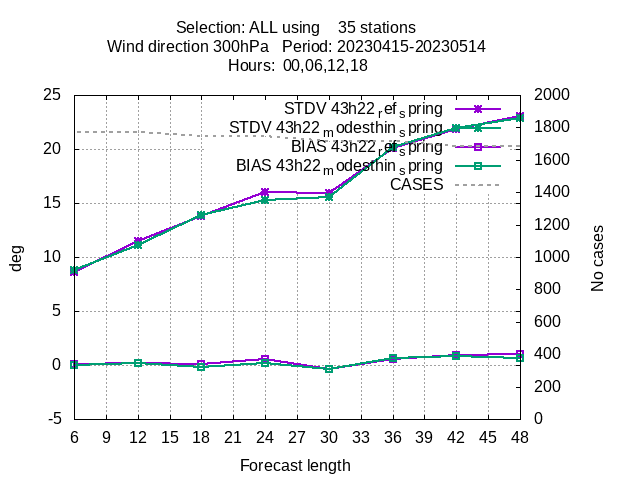 Selection: ALL using    35 stations
Wind direction 300hPa   Period: 20230415-20230514
Hours:  00,06,12,18
STDV 43h22_ref_spring
STDV 43h22_modesthin_spring
BIAS 43h22_ref_spring
BIAS 43h22_modesthin_spring
CASES
25
20
15
10
5
0
-5
deg
2000
1800
1600
1400
1200
1000
800
600
400
200
0
No cases
6 12 15 18 21 24 27 30 33 36 39 42 45 48
9
Forecast length